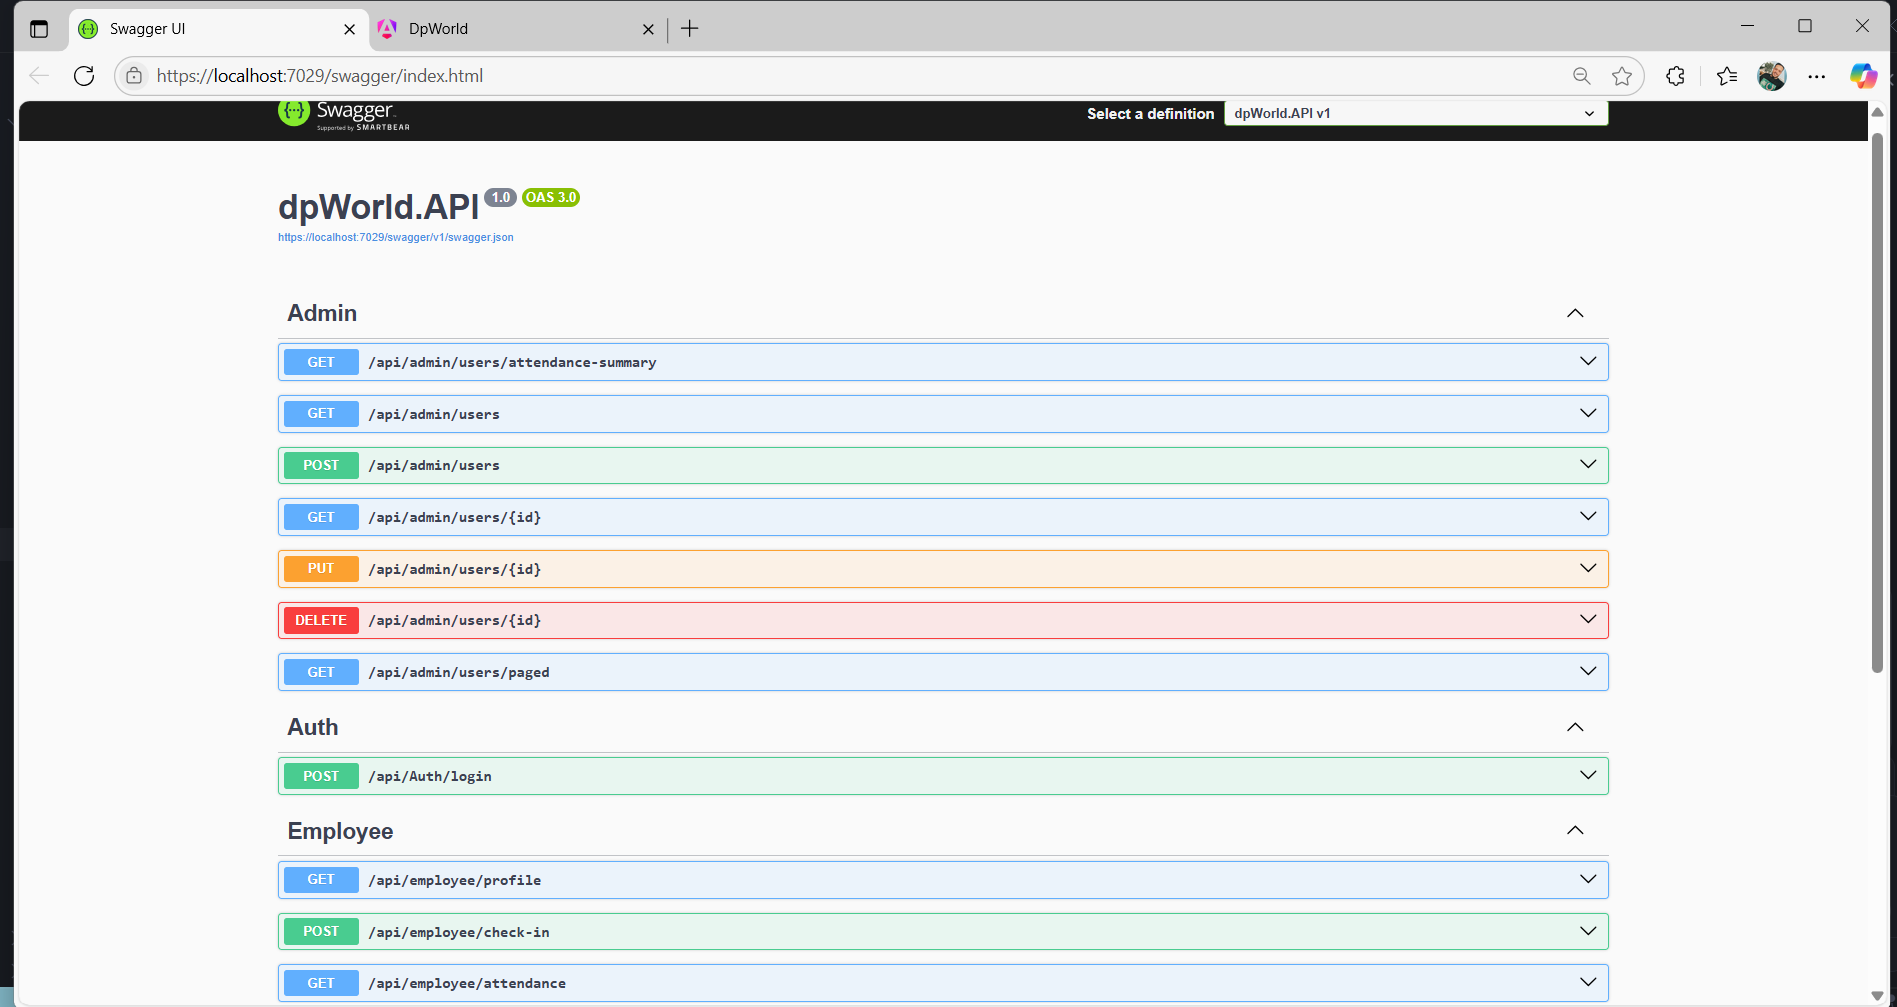 Swagger UI
DpWorld
https://localhost:7029/swagger/index.html
Swagger
Supported by SMARTBEAR
Select a definition
dpWorld.API v1
dpWorld.API 1.0 OAS 3.0
https://localhost:7029/swagger/v1/swagger.json
Admin
GET /api/admin/users/attendance-summary
GET /api/admin/users
POST /api/admin/users
GET /api/admin/users/{id}
PUT /api/admin/users/{id}
DELETE /api/admin/users/{id}
GET /api/admin/users/paged
Auth
POST /api/Auth/login
Employee
GET /api/employee/profile
POST /api/employee/check-in
GET /api/employee/attendance